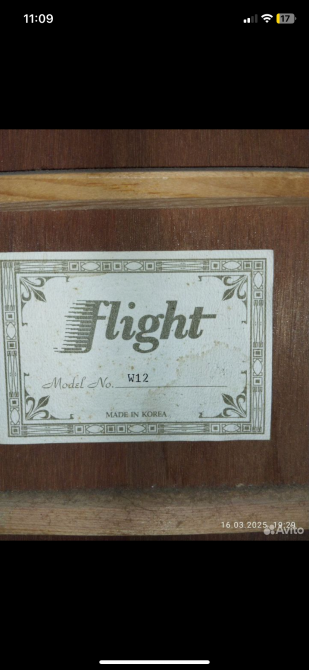 11:09
17
flight
Model No. W12
MADE IN KOREA
16.03.2025 19:29
Avito